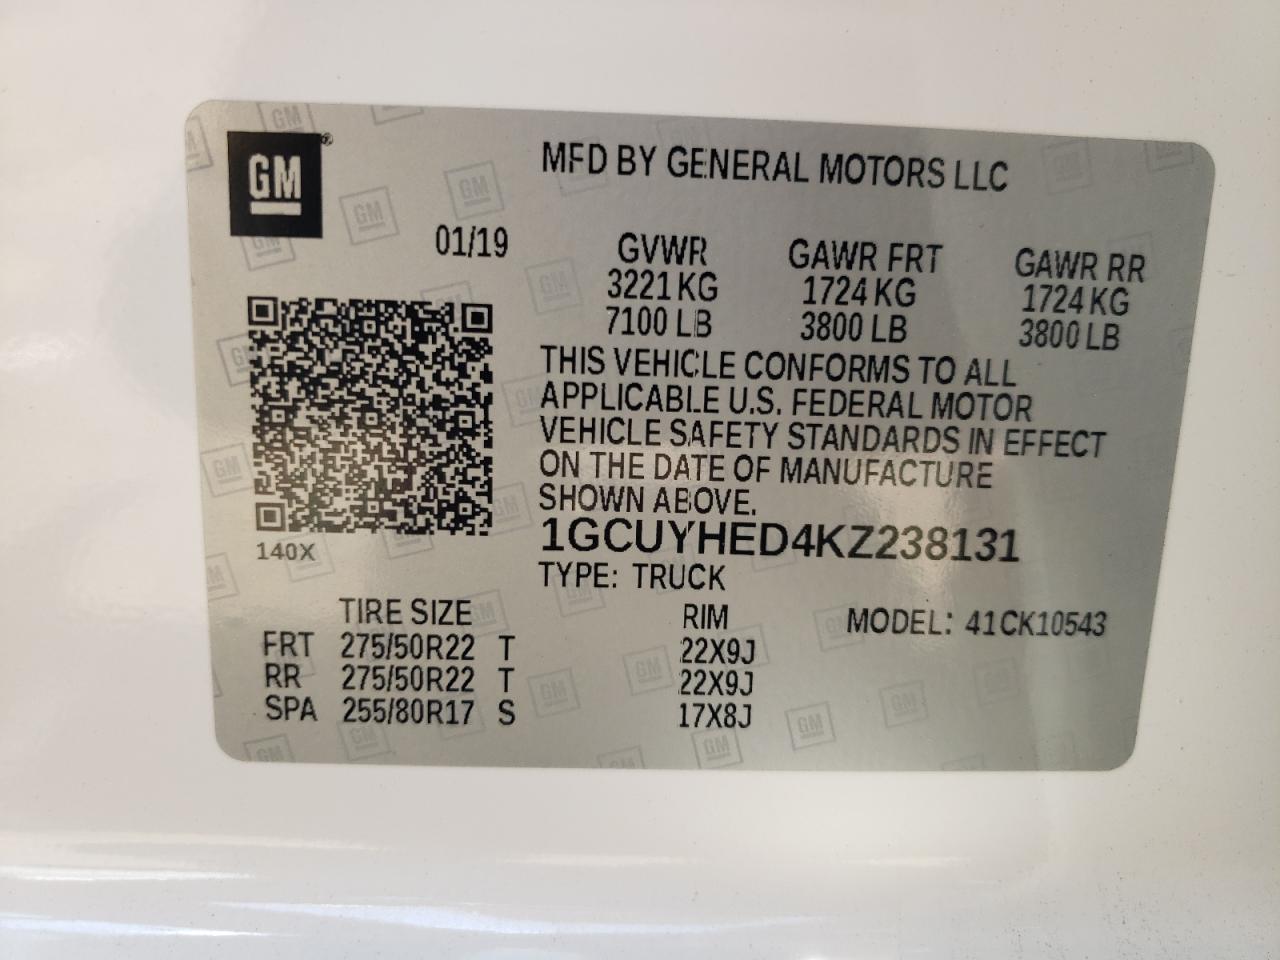 GM
MFD BY GENERAL MOTORS LLC
01/19
GVWR GAWR FRT GAWR RR
3221 KG 1724 KG 1724 KG
7100 LB 3800 LB 3800 LB
THIS VEHICLE CONFORMS TO ALL
APPLICABLE U.S. FEDERAL MOTOR
VEHICLE SAFETY STANDARDS IN EFFECT
ON THE DATE OF MANUFACTURE
SHOWN ABOVE.
1GCUYHED4KZ238131
140X
TYPE: TRUCK
TIRE SIZE RIM MODEL: 41CK10543
FRT 275/50R22 T 22X9J
RR 275/50R22 T 22X9J
SPA 255/80R17 S 17X8J